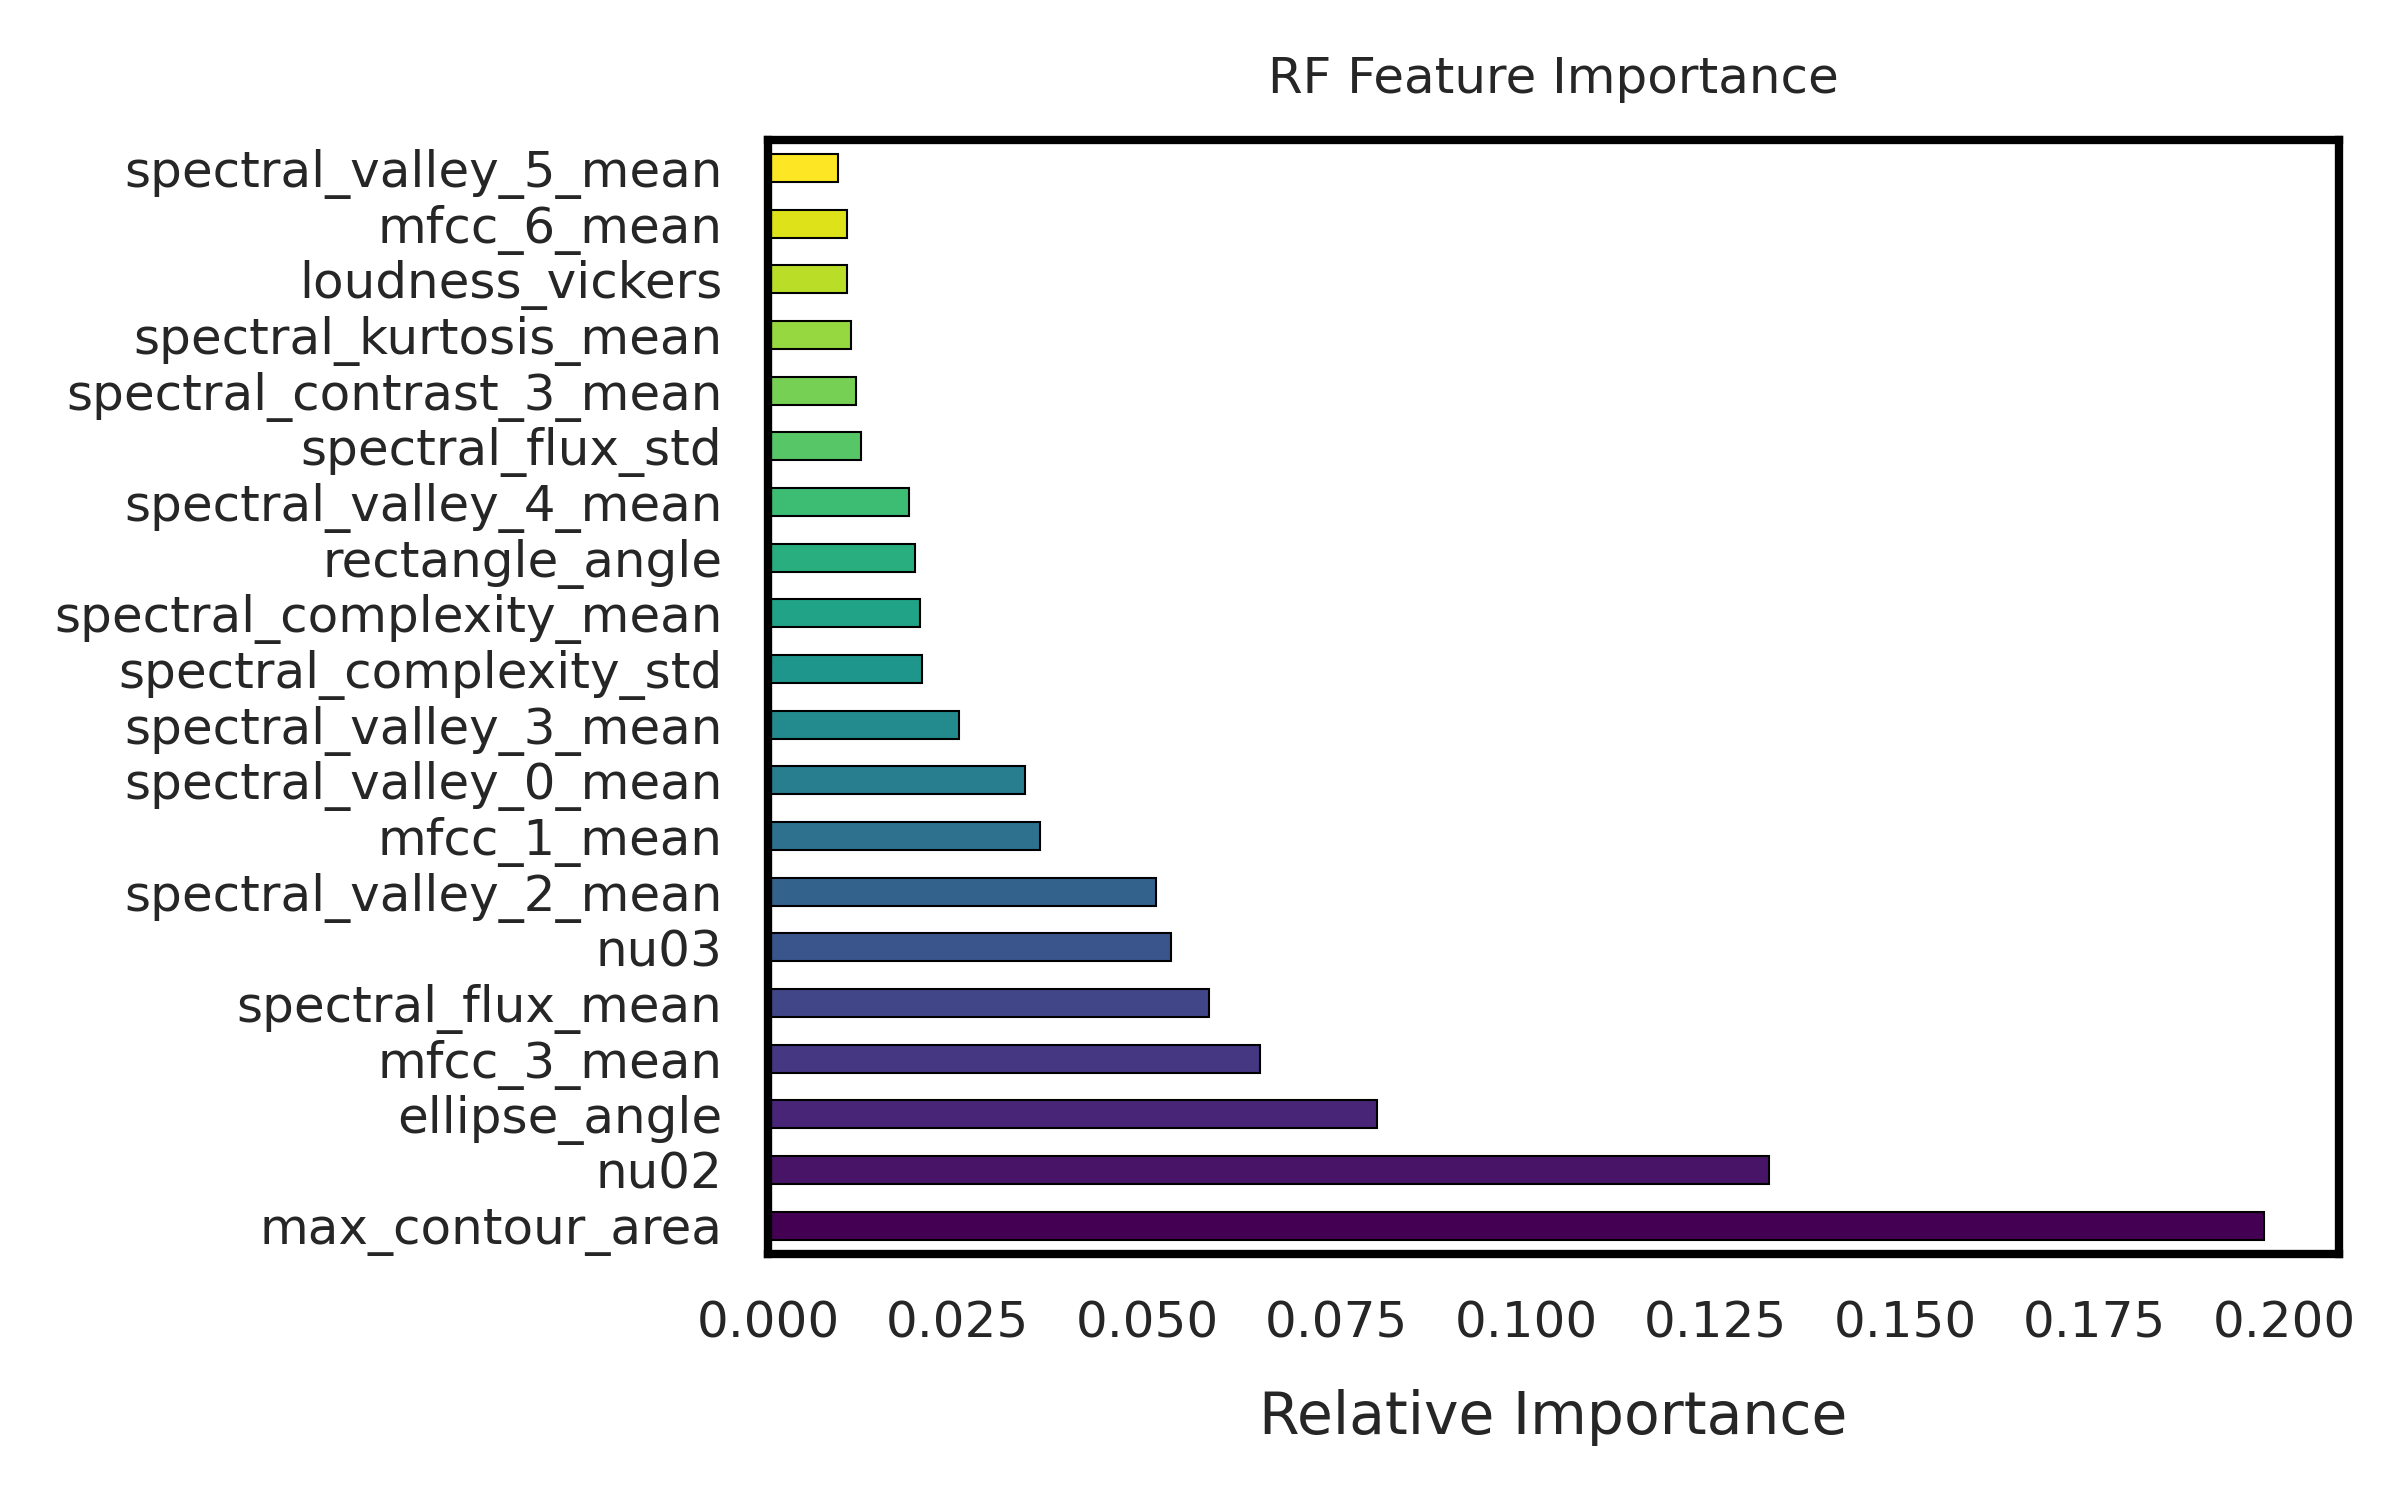 RF Feature Importance
spectral_valley_5_mean
mfcc_6_mean
loudness_vickers
spectral_kurtosis_mean
spectral_contrast_3_mean
spectral_flux_std
spectral_valley_4_mean
rectangle_angle
spectral_complexity_mean
spectral_complexity_std
spectral_valley_3_mean
spectral_valley_0_mean
mfcc_1_mean
spectral_valley_2_mean
nu03
spectral_flux_mean
mfcc_3_mean
ellipse_angle
nu02
max_contour_area
0.000 0.025 0.050 0.075 0.100 0.125 0.150 0.175 0.200
Relative Importance